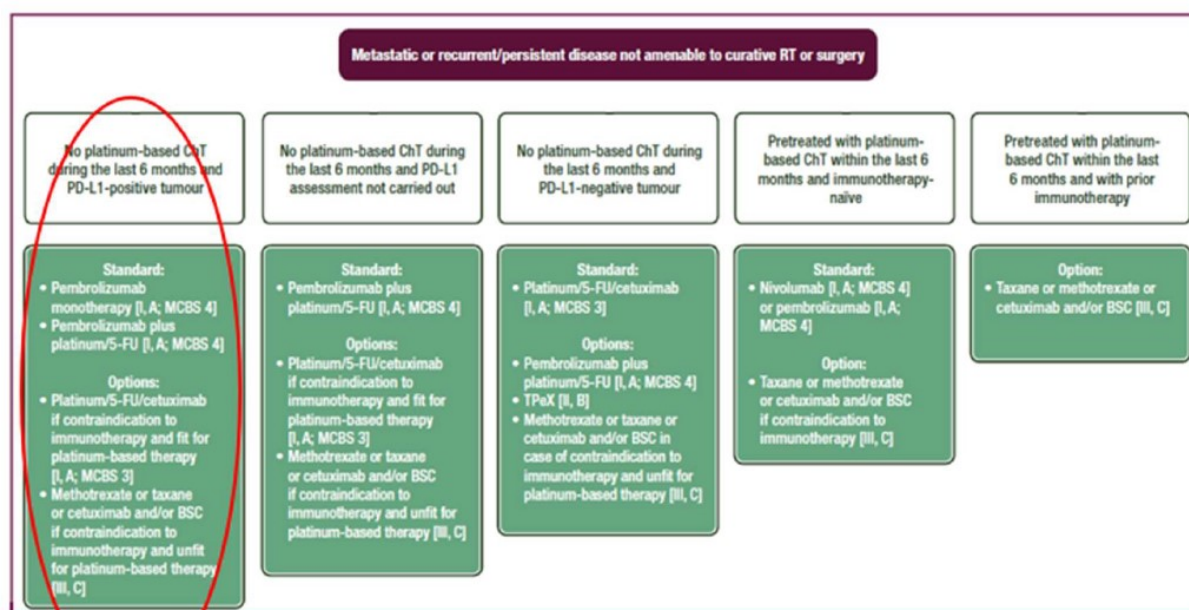 Metastatic or recurrent/persistent disease not amenable to curative RT or surgery
No platinum-based ChT
during the last 6 months and
PD-L1-positive tumour
No platinum-based ChT during
the last 6 months and PD-L1
assessment not carried out
No platinum-based ChT during
the last 6 months and
PD-L1-negative tumour
Pretreated with platinum-
based ChT within the last 6
months and immunotherapy-
naïve
Pretreated with platinum-
based ChT within the last
6 months and with prior
immunotherapy
Standard:
• Pembrolizumab
monotherapy [I, A; MCBS 4]
• Pembrolizumab plus
platinum/5-FU [I, A; MCBS 4]
Options:
• Platinum/5-FU/cetuximab
if contraindication to
immunotherapy and fit for
platinum-based therapy
[I, A; MCBS 3]
• Methotrexate or taxane
or cetuximab and/or BSC
if contraindication to
immunotherapy and unfit
for platinum-based therapy
[III, C]
Standard:
• Pembrolizumab plus
platinum/5-FU [I, A; MCBS 4]
Options:
• Platinum/5-FU/cetuximab
if contraindication to
immunotherapy and fit for
platinum-based therapy
[I, A; MCBS 3]
• Methotrexate or taxane
or cetuximab and/or BSC
if contraindication to
immunotherapy and unfit for
platinum-based therapy [III, C]
Standard:
• Platinum/5-FU/cetuximab
[I, A; MCBS 3]
Options:
• Pembrolizumab plus
platinum/5-FU [I, A; MCBS 4]
• TPeX [II, B]
• Methotrexate or taxane or
cetuximab and/or BSC in
case of contraindication to
immunotherapy and unfit for
platinum-based therapy [III, C]
Standard:
• Nivolumab [I, A; MCBS 4]
or pembrolizumab [I, A;
MCBS 4]
Option:
• Taxane or methotrexate
or cetuximab and/or BSC
if contraindication to
immunotherapy [III, C]
Option:
• Taxane or methotrexate or
cetuximab and/or BSC [III, C]